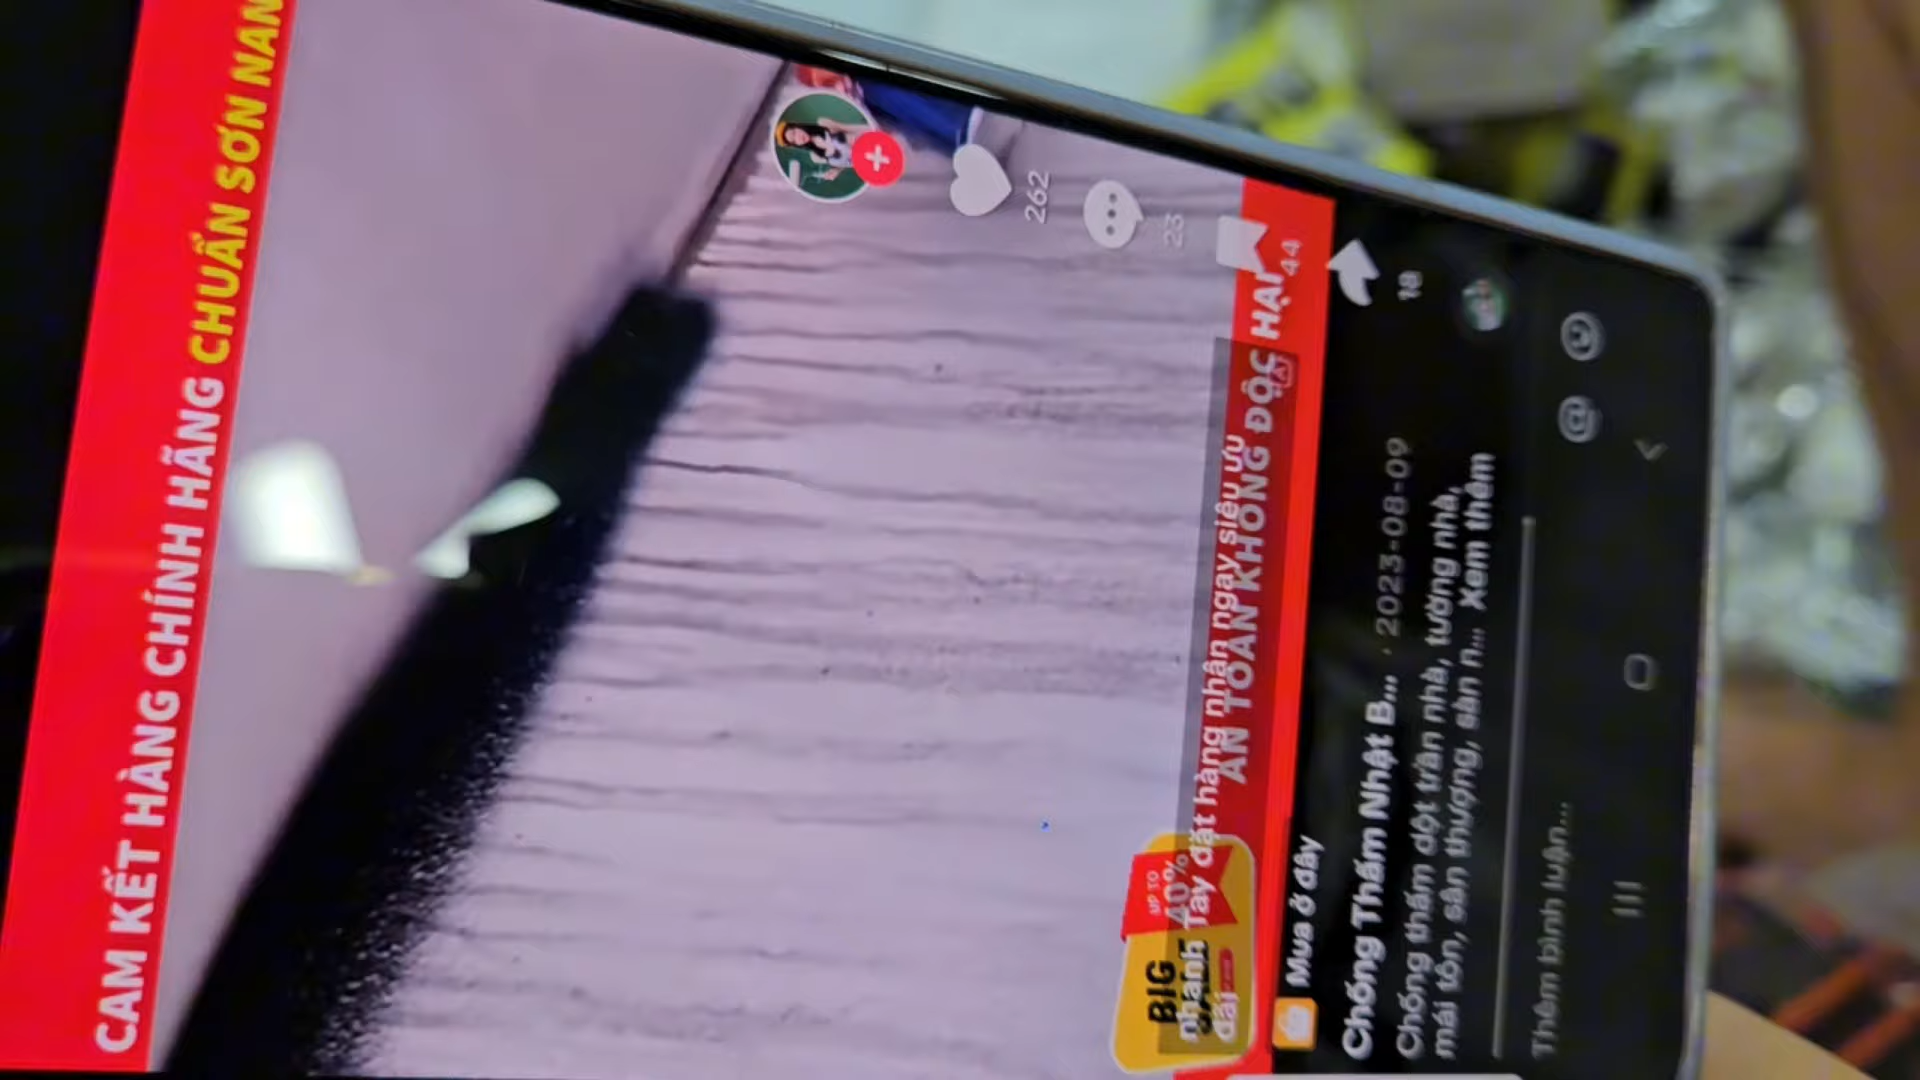 CAM KẾT HÀNG CHÍNH HÃNG CHUẨN SƠN NAN
262
23
44
18
nhanh Tay đặt hàng nhận ngay siêu ưu
đãi
AN TOÀN KHÔNG ĐỘC HẠI
UP TO
40%
BIG
Mua ở đây
Chống Thấm Nhật B... · 2023-08-09
Chống thấm dột trần nhà, tường nhà,
mái tôn, sân thượng, sàn n... Xem thêm
Thêm bình luận...